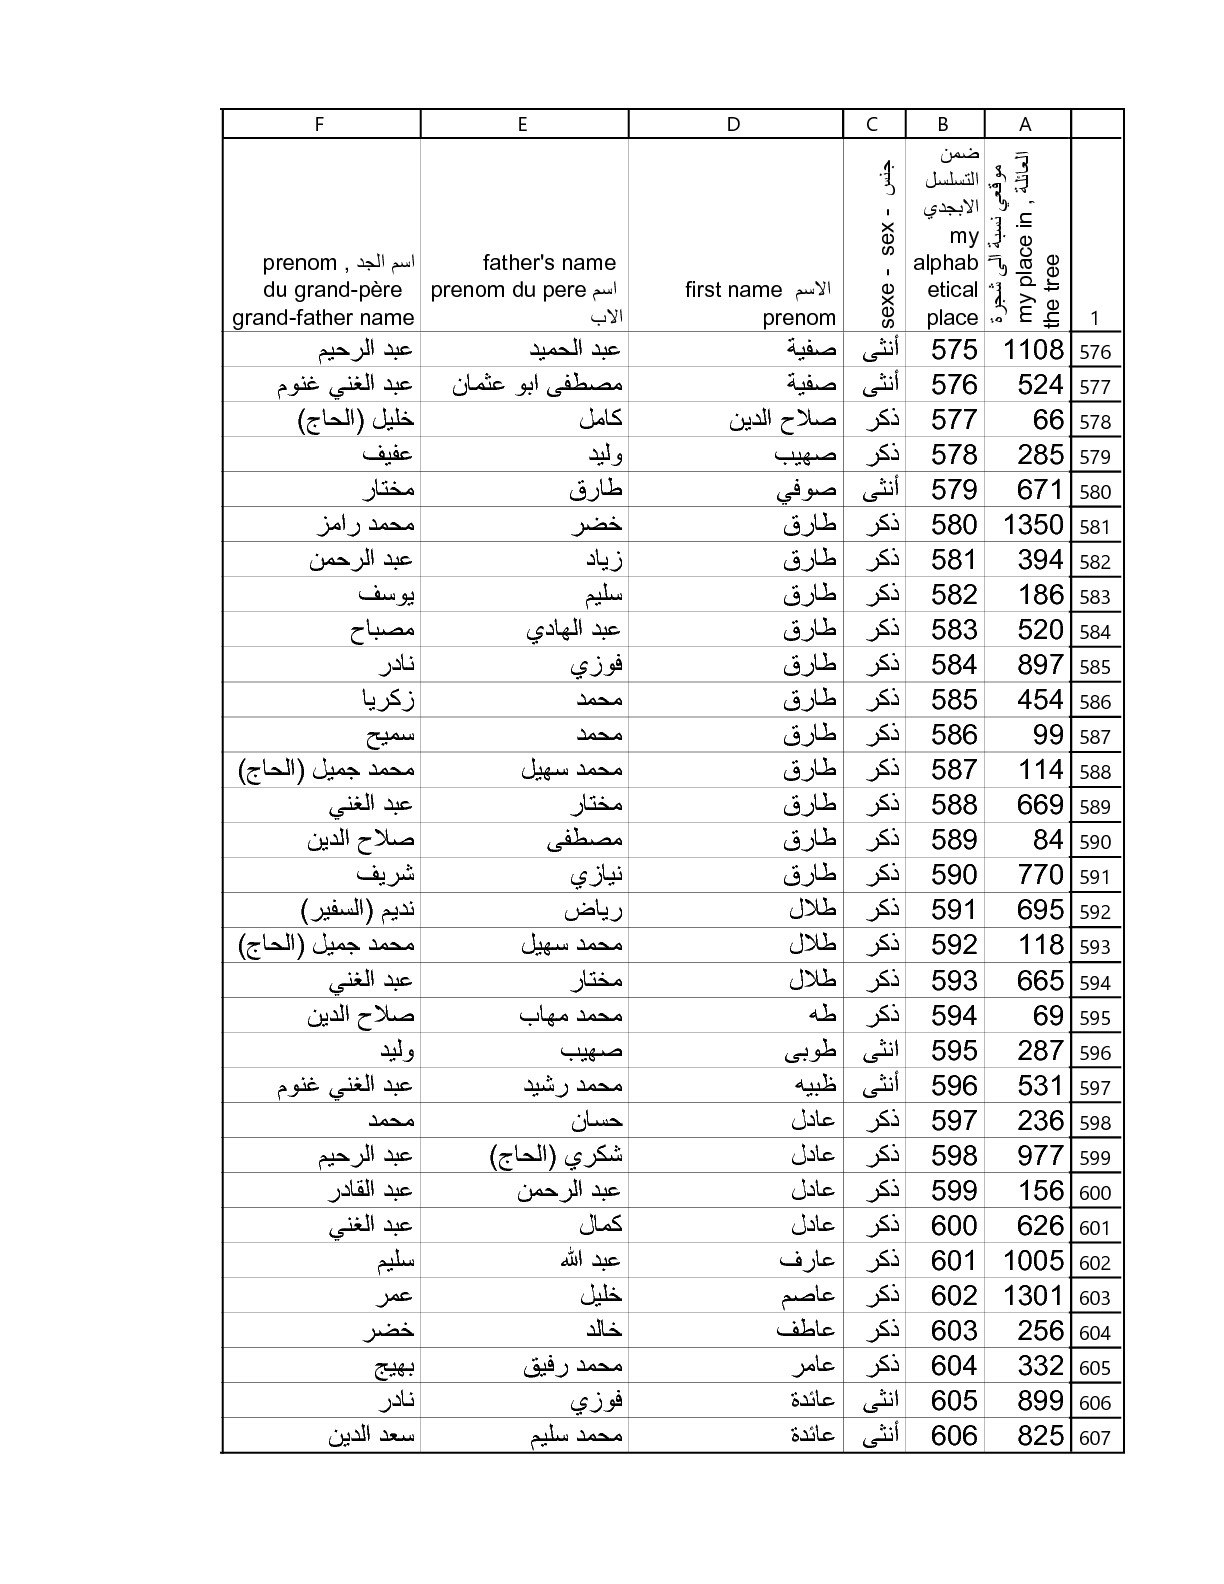 F E D C B A
اسم الجد , prenom du grand-père grand-father name | father's name prenom du pere اسم الاب | first name الاسم prenom | sexe - sex - جنس | ضمن التسلسل الابجدي my alphabetical place | موقعي نسبة الى شجرة العائلة , my place in the tree | 1
عبد الرحيم عبد الحميد صفية أنثى 575 1108 576
عبد الغني غنوم مصطفى ابو عثمان صفية أنثى 576 524 577
خليل (الحاج) كامل صلاح الدين ذكر 577 66 578
عفيف وليد صهيب ذكر 578 285 579
مختار طارق صوفي أنثى 579 671 580
محمد رامز خضر طارق ذكر 580 1350 581
عبد الرحمن زياد طارق ذكر 581 394 582
يوسف سليم طارق ذكر 582 186 583
مصباح عبد الهادي طارق ذكر 583 520 584
نادر فوزي طارق ذكر 584 897 585
زكريا محمد طارق ذكر 585 454 586
سميح محمد طارق ذكر 586 99 587
محمد جميل (الحاج) محمد سهيل طارق ذكر 587 114 588
عبد الغني مختار طارق ذكر 588 669 589
صلاح الدين مصطفى طارق ذكر 589 84 590
شريف نيازي طارق ذكر 590 770 591
نديم (السفير) رياض طلال ذكر 591 695 592
محمد جميل (الحاج) محمد سهيل طلال ذكر 592 118 593
عبد الغني مختار طلال ذكر 593 665 594
صلاح الدين محمد مهاب طه ذكر 594 69 595
وليد صهيب طوبى انثى 595 287 596
عبد الغني غنوم محمد رشيد ظبيه أنثى 596 531 597
محمد حسان عادل ذكر 597 236 598
عبد الرحيم شكري (الحاج) عادل ذكر 598 977 599
عبد القادر عبد الرحمن عادل ذكر 599 156 600
عبد الغني كمال عادل ذكر 600 626 601
سليم عبد الله عارف ذكر 601 1005 602
عمر خليل عاصم ذكر 602 1301 603
خضر خالد عاطف ذكر 603 256 604
بهيج محمد رفيق عامر ذكر 604 332 605
نادر فوزي عائدة انثى 605 899 606
سعد الدين محمد سليم عائدة أنثى 606 825 607